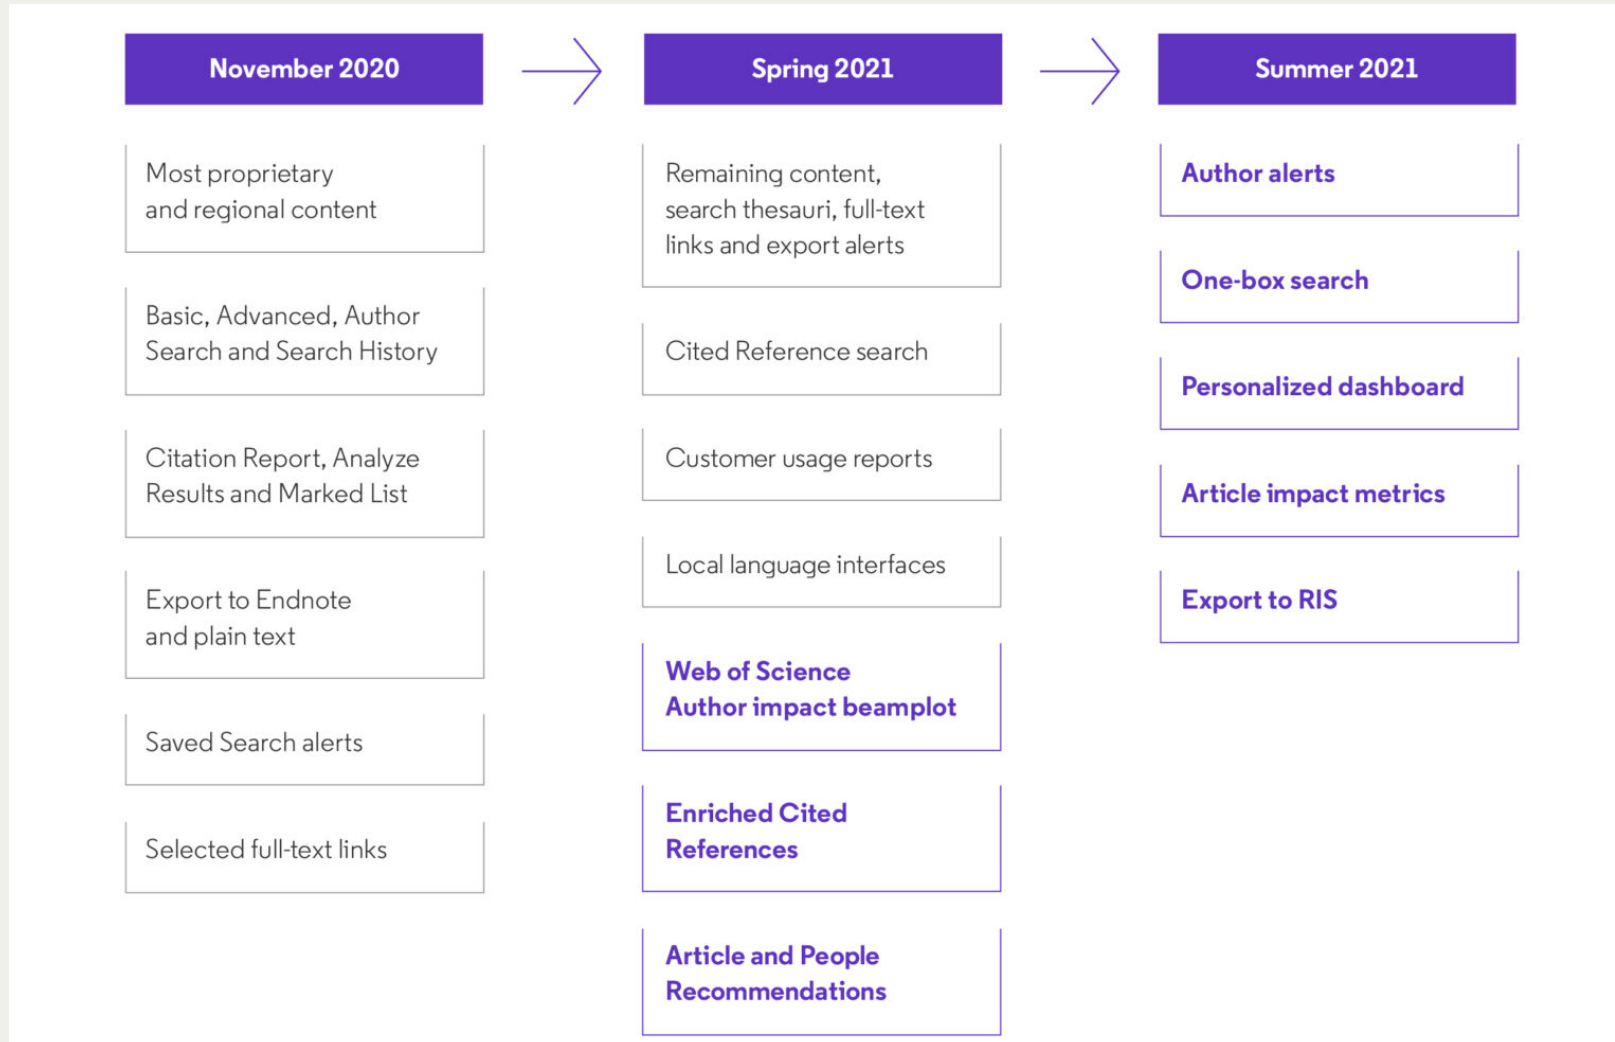 November 2020
Most proprietary
and regional content
Basic, Advanced, Author
Search and Search History
Citation Report, Analyze
Results and Marked List
Export to Endnote
and plain text
Saved Search alerts
Selected full-text links
Spring 2021
Remaining content,
search thesauri, full-text
links and export alerts
Cited Reference search
Customer usage reports
Local language interfaces
Web of Science
Author impact beamplot
Enriched Cited
References
Article and People
Recommendations
Summer 2021
Author alerts
One-box search
Personalized dashboard
Article impact metrics
Export to RIS